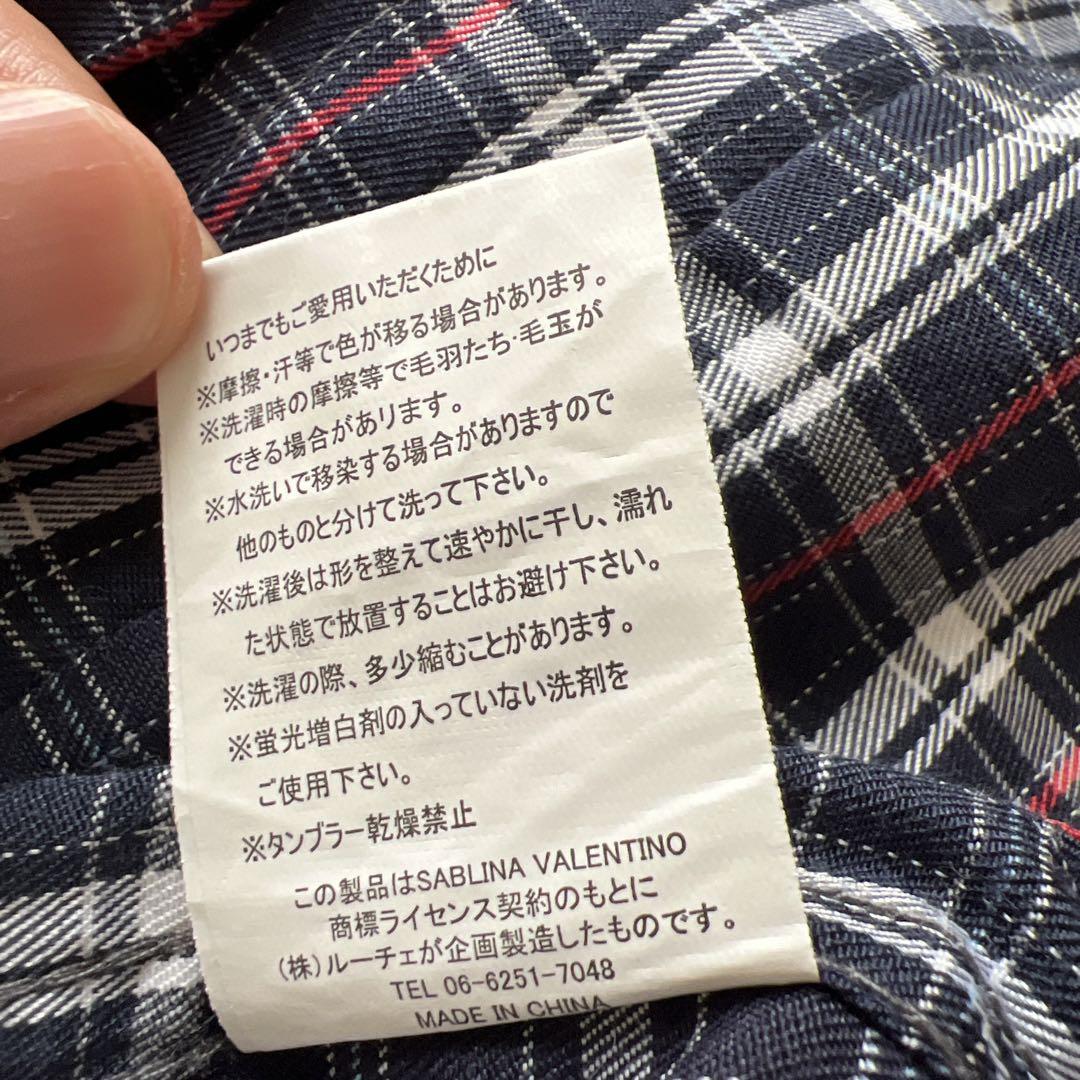 いつまでもご愛用いただくために
※摩擦・汗等で色が移る場合があります。
※洗濯時の摩擦等で毛羽たち・毛玉が
できる場合があります。
※水洗いで移染する場合がありますので
他のものと分けて洗って下さい。
※洗濯後は形を整えて速やかに干し、濡れ
た状態で放置することはお避け下さい。
※洗濯の際、多少縮むことがあります。
※蛍光増白剤の入っていない洗剤を
ご使用下さい。
※タンブラー乾燥禁止
この製品はSABLINA VALENTINO
商標ライセンス契約のもとに
(株)ルーチェが企画製造したものです。
TEL 06-6251-7048
MADE IN CHINA